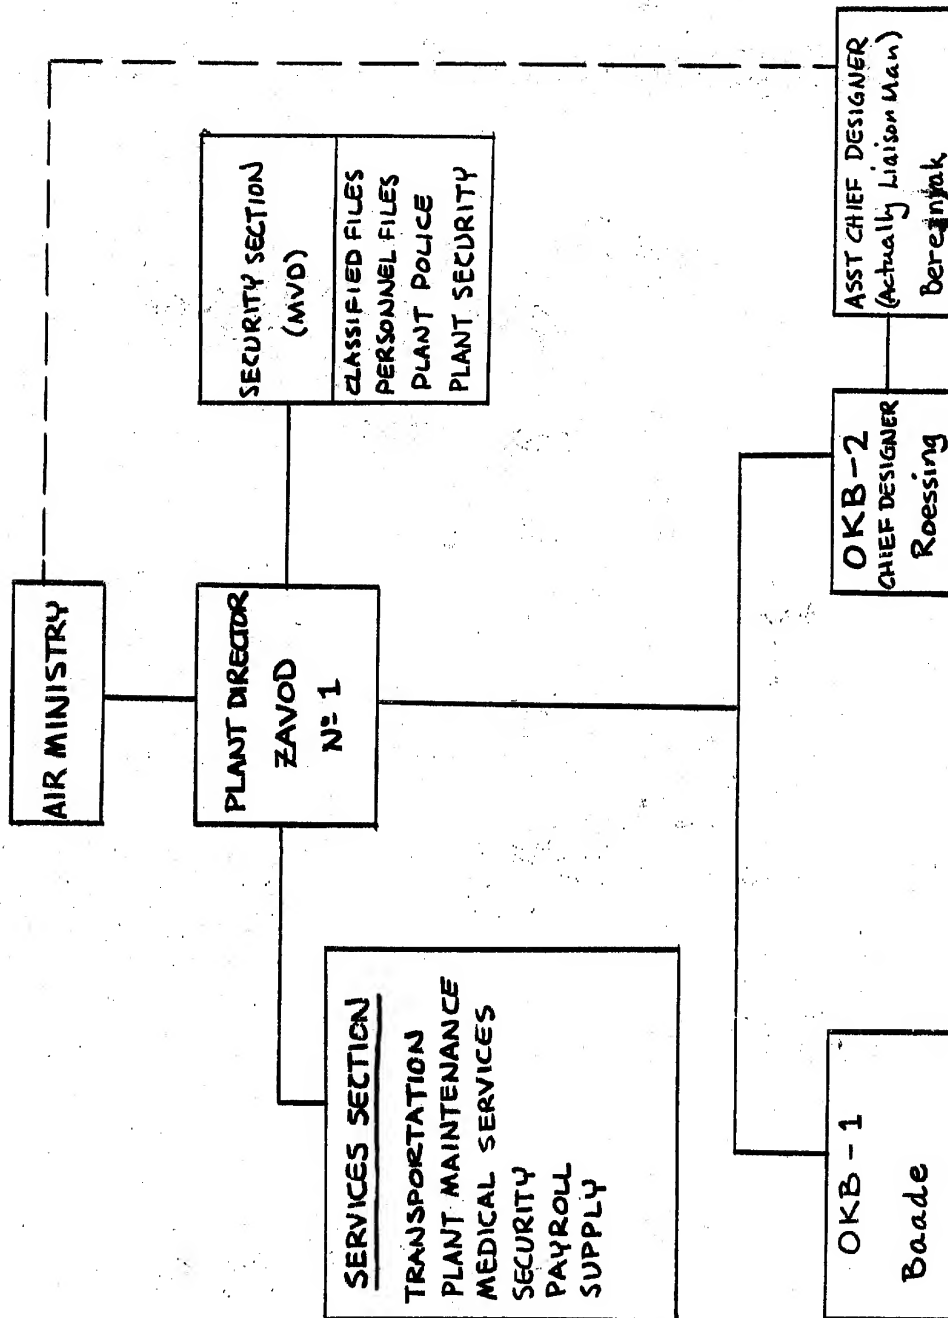 AIR MINISTRY
PLANT DIRECTOR
ZAVOD
Nº 1
SECURITY SECTION
(MVD)
CLASSIFIED FILES
PERSONNEL FILES
PLANT POLICE
PLANT SECURITY
SERVICES SECTION
TRANSPORTATION
PLANT MAINTENANCE
MEDICAL SERVICES
SECURITY
PAYROLL
SUPPLY
OKB-1
Baade
OKB-2
CHIEF DESIGNER
Roessing
ASST CHIEF DESIGNER
(Actually Liaison Man)
Beresnjak